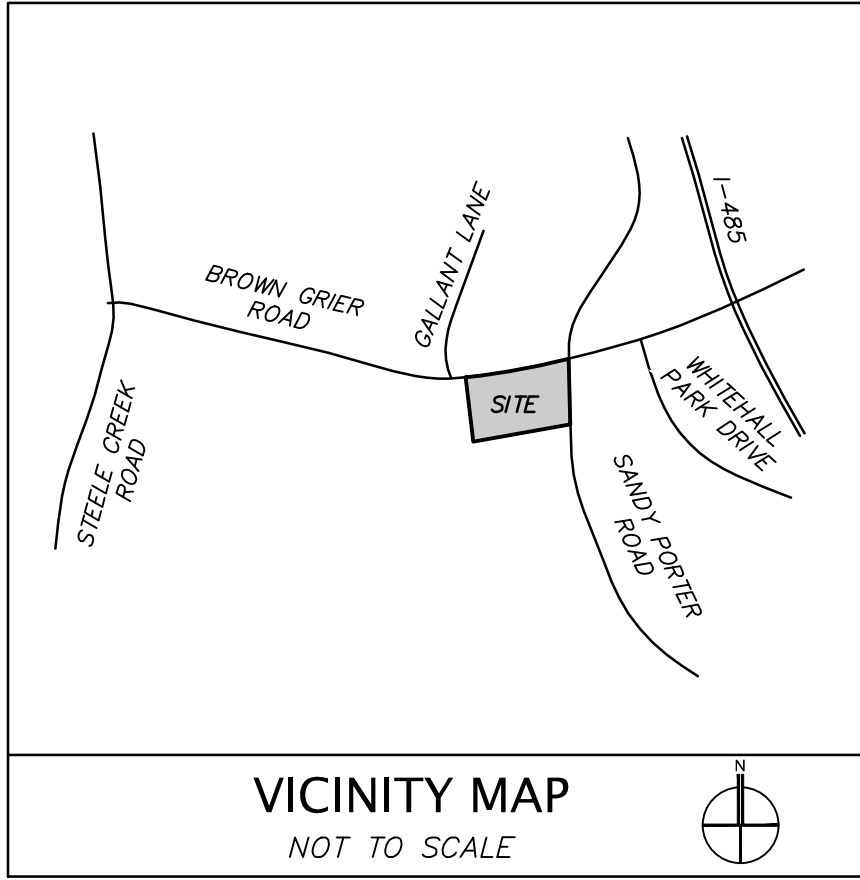 I-485
GALLANT LANE
BROWN GRIER
ROAD
WHITEHALL
PARK DRIVE
SITE
STEELE CREEK
ROAD
SANDY PORTER
ROAD
N
VICINITY MAP
NOT TO SCALE